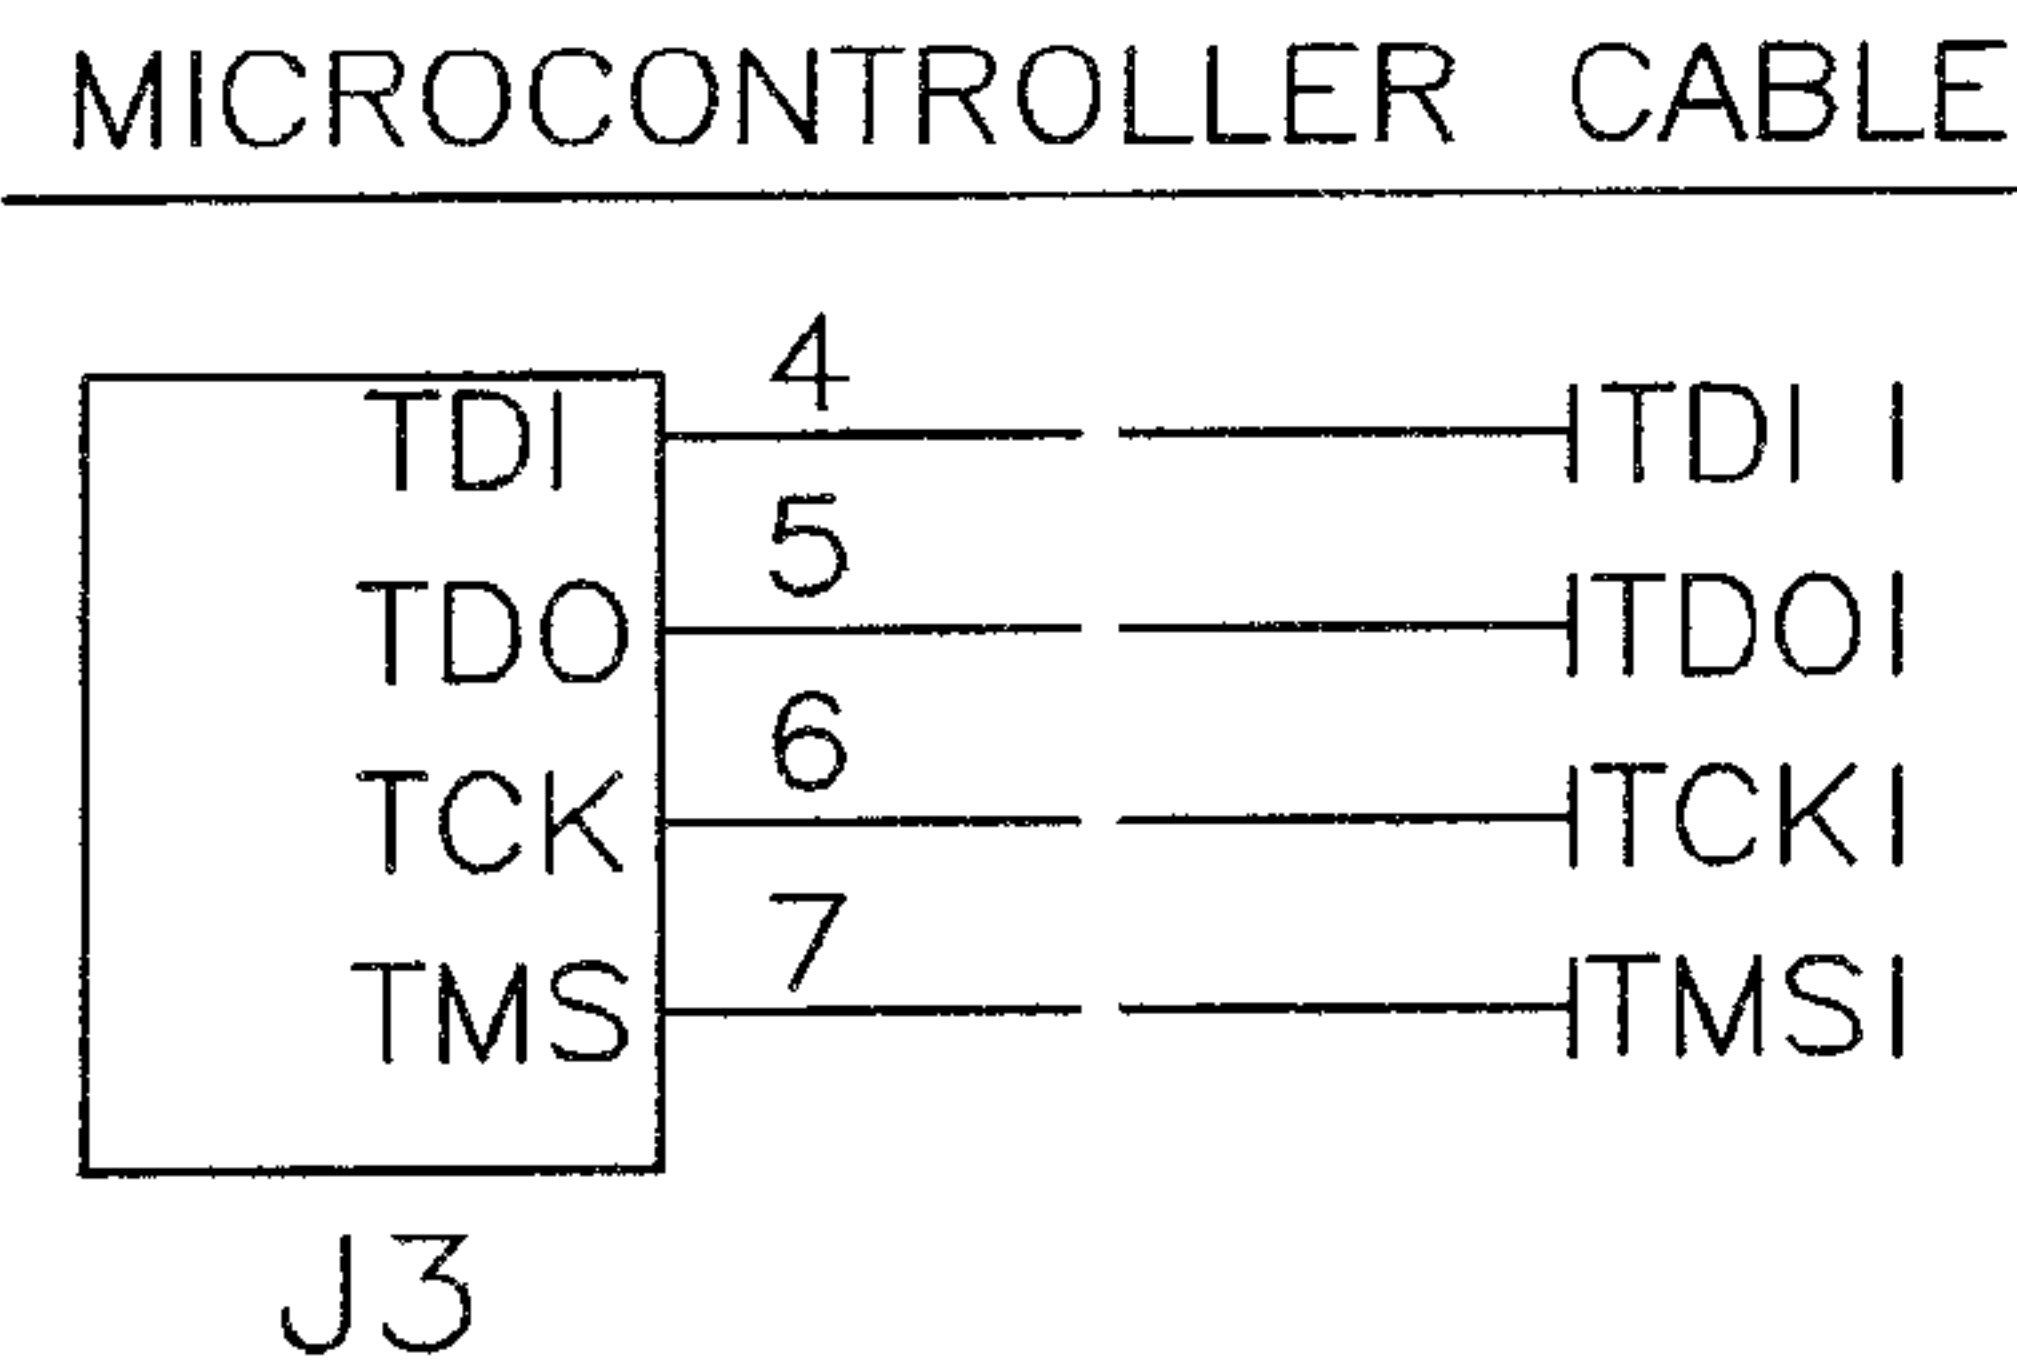 MICROCONTROLLER CABLE
4
TDI |TDI |
5
TDO |TDO|
6
TCK |TCK|
7
TMS |TMS|
J3